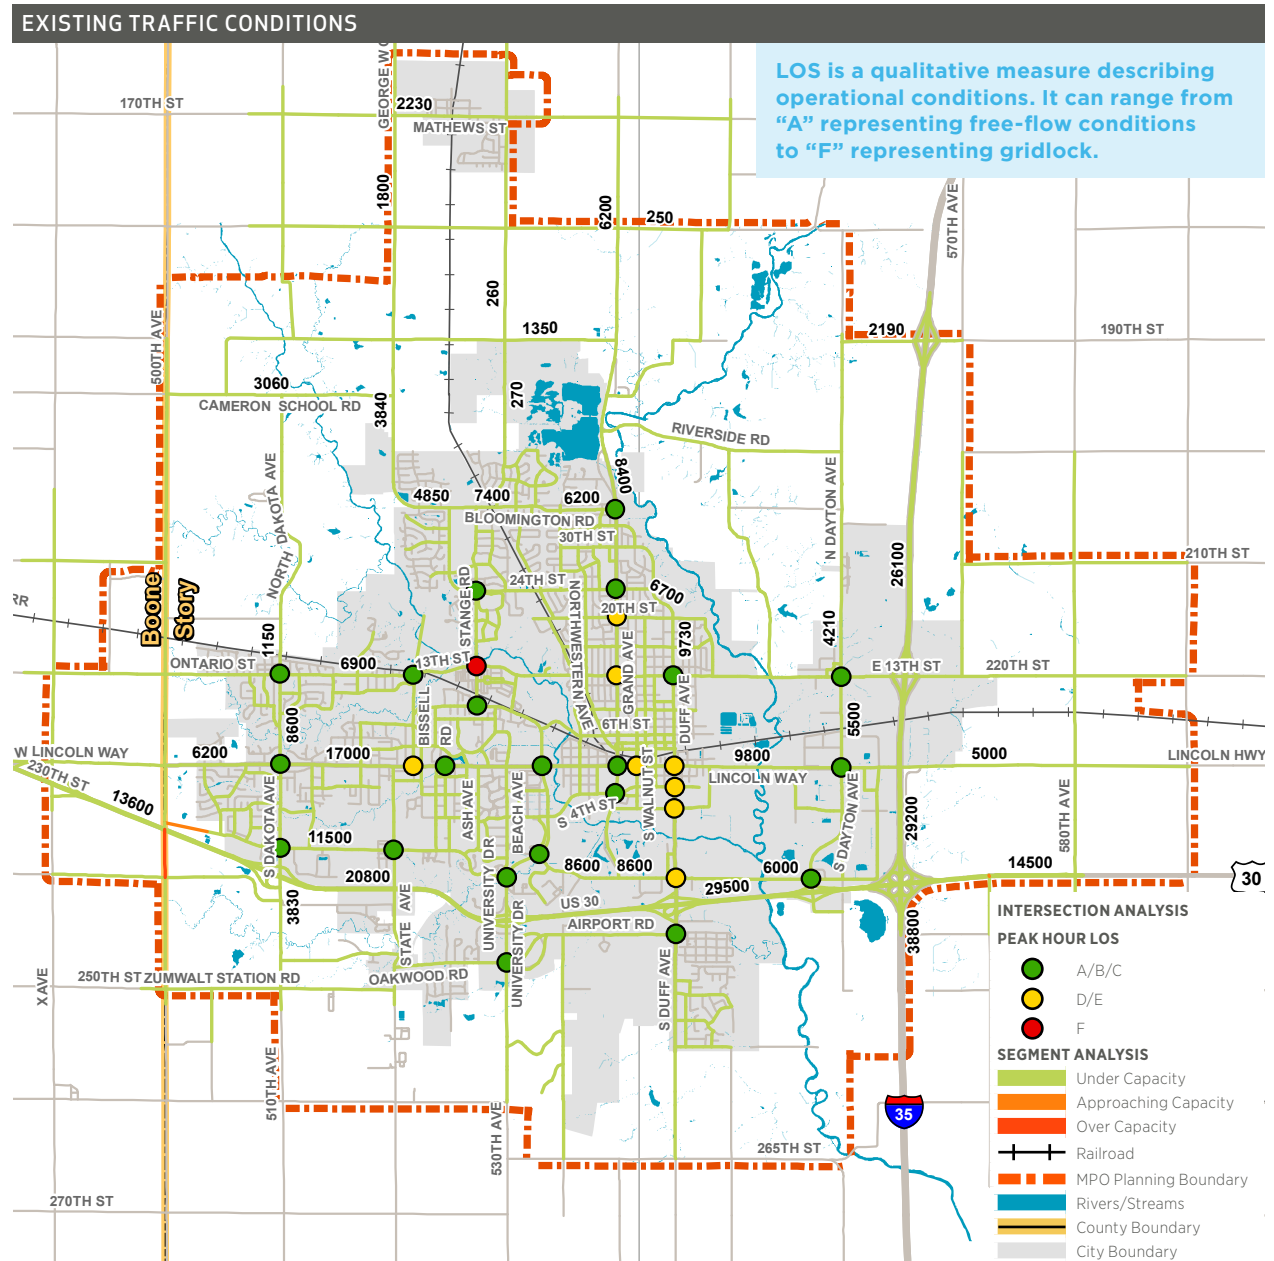 EXISTING TRAFFIC CONDITIONS
LOS is a qualitative measure describing
operational conditions. It can range from
“A” representing free-flow conditions
to “F” representing gridlock.
170TH ST
GEORGE W C
2230
MATHEWS ST
1800
6200
250
570TH AVE
260
500TH AVE
1350
2190
190TH ST
3060
CAMERON SCHOOL RD
3840
270
RIVERSIDE RD
NORTH DAKOTA AVE
4850
7400
6200
8400
BLOOMINGTON RD
30TH ST
N DAYTON AVE
26100
210TH ST
Boone
Story
RR
STANGE RD
24TH ST
NORTHWESTERN AVE
6700
20TH ST
GRAND AVE
9730
4210
1150
ONTARIO ST
6900
13TH ST
E 13TH ST
220TH ST
BISSELL
RD
8600
6TH ST
DUFF AVE
5500
W LINCOLN WAY
6200
17000
9800
5000
LINCOLN HWY
LINCOLN WAY
230TH ST
13600
S DAKOTA AVE
ASH AVE
BEACH AVE
S 4TH ST
S WALNUT ST
S DAYTON AVE
29200
580TH AVE
11500
8600
8600
6000
14500
20800
29500
30
3830
STATE AVE
UNIVERSITY DR
UNIVERSITY DR
US 30
AIRPORT RD
38800
X AVE
250TH ST
ZUMWALT STATION RD
OAKWOOD RD
S DUFF AVE
510TH AVE
530TH AVE
265TH ST
270TH ST
35
INTERSECTION ANALYSIS
PEAK HOUR LOS
A/B/C
D/E
F
SEGMENT ANALYSIS
Under Capacity
Approaching Capacity
Over Capacity
Railroad
MPO Planning Boundary
Rivers/Streams
County Boundary
City Boundary